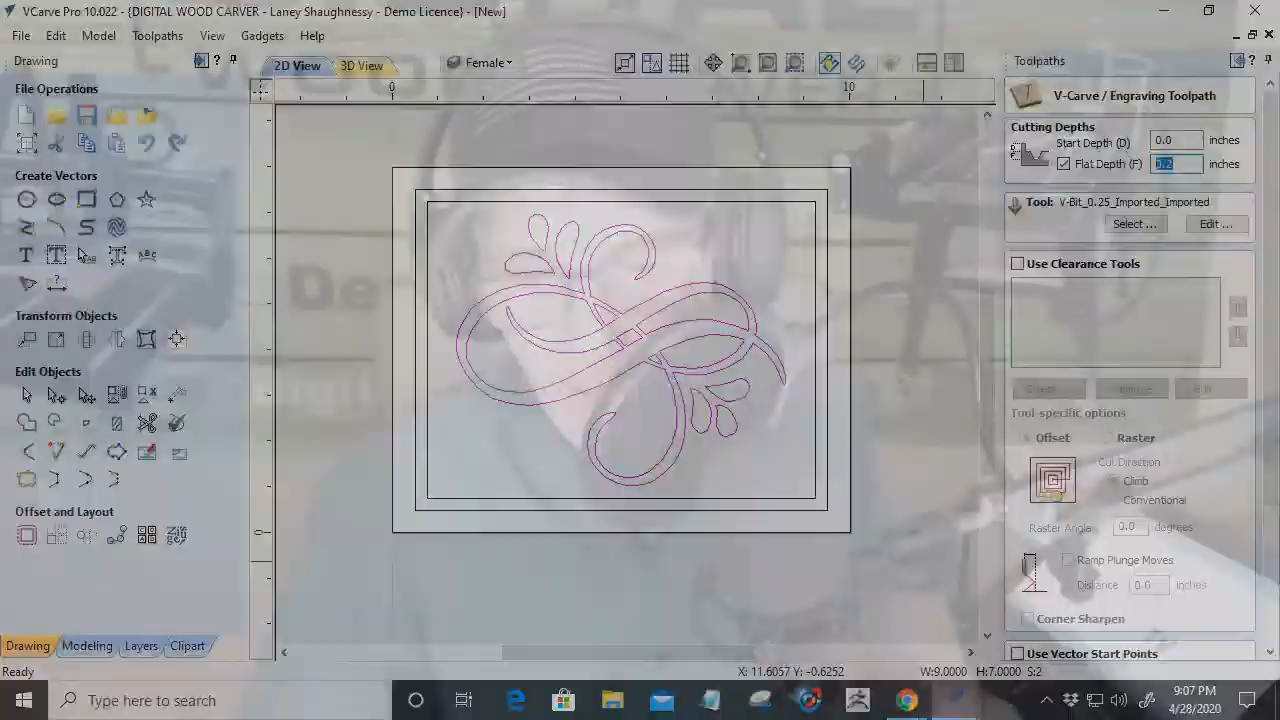 VCarve Pro 10.022 - {DIGITAL WOOD CARVER - Laney Shaughnessy - Demo Licence} - [New]
File Edit Model Toolpaths View Gadgets Help
Drawing
2D View
3D View
Female
Toolpaths
File Operations
Create Vectors
Transform Objects
Edit Objects
Offset and Layout
0
10
0
De
V-Carve / Engraving Toolpath
Cutting Depths
Start Depth (D) 0.0 inches
Flat Depth (F) 0.2 inches
Tool: V-Bit_0.25_Imported_Imported
Select ... Edit ...
Use Clearance Tools
Tool-specific options
Offset Raster
Cut Direction
Climb
Conventional
Raster Angle 0.0 degrees
Ramp Plunge Moves
Distance 0.6 inches
Corner Sharpen
Use Vector Start Points
Drawing Modeling Layers Clipart
Ready
X: 11.6057 Y: -0.6252
W:9.0000 H:7.0000 S:2
Type here to search
9:07 PM
4/28/2020